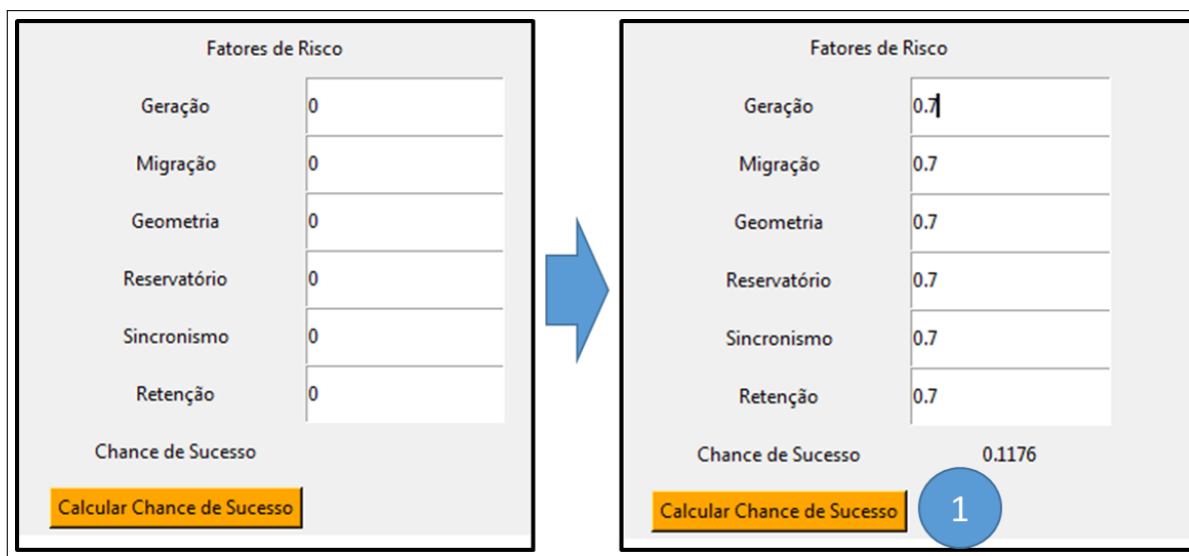 Fatores de Risco
Geração 0
Migração 0
Geometria 0
Reservatório 0
Sincronismo 0
Retenção 0
Chance de Sucesso
Calcular Chance de Sucesso
Fatores de Risco
Geração 0.7
Migração 0.7
Geometria 0.7
Reservatório 0.7
Sincronismo 0.7
Retenção 0.7
Chance de Sucesso 0.1176
Calcular Chance de Sucesso 1